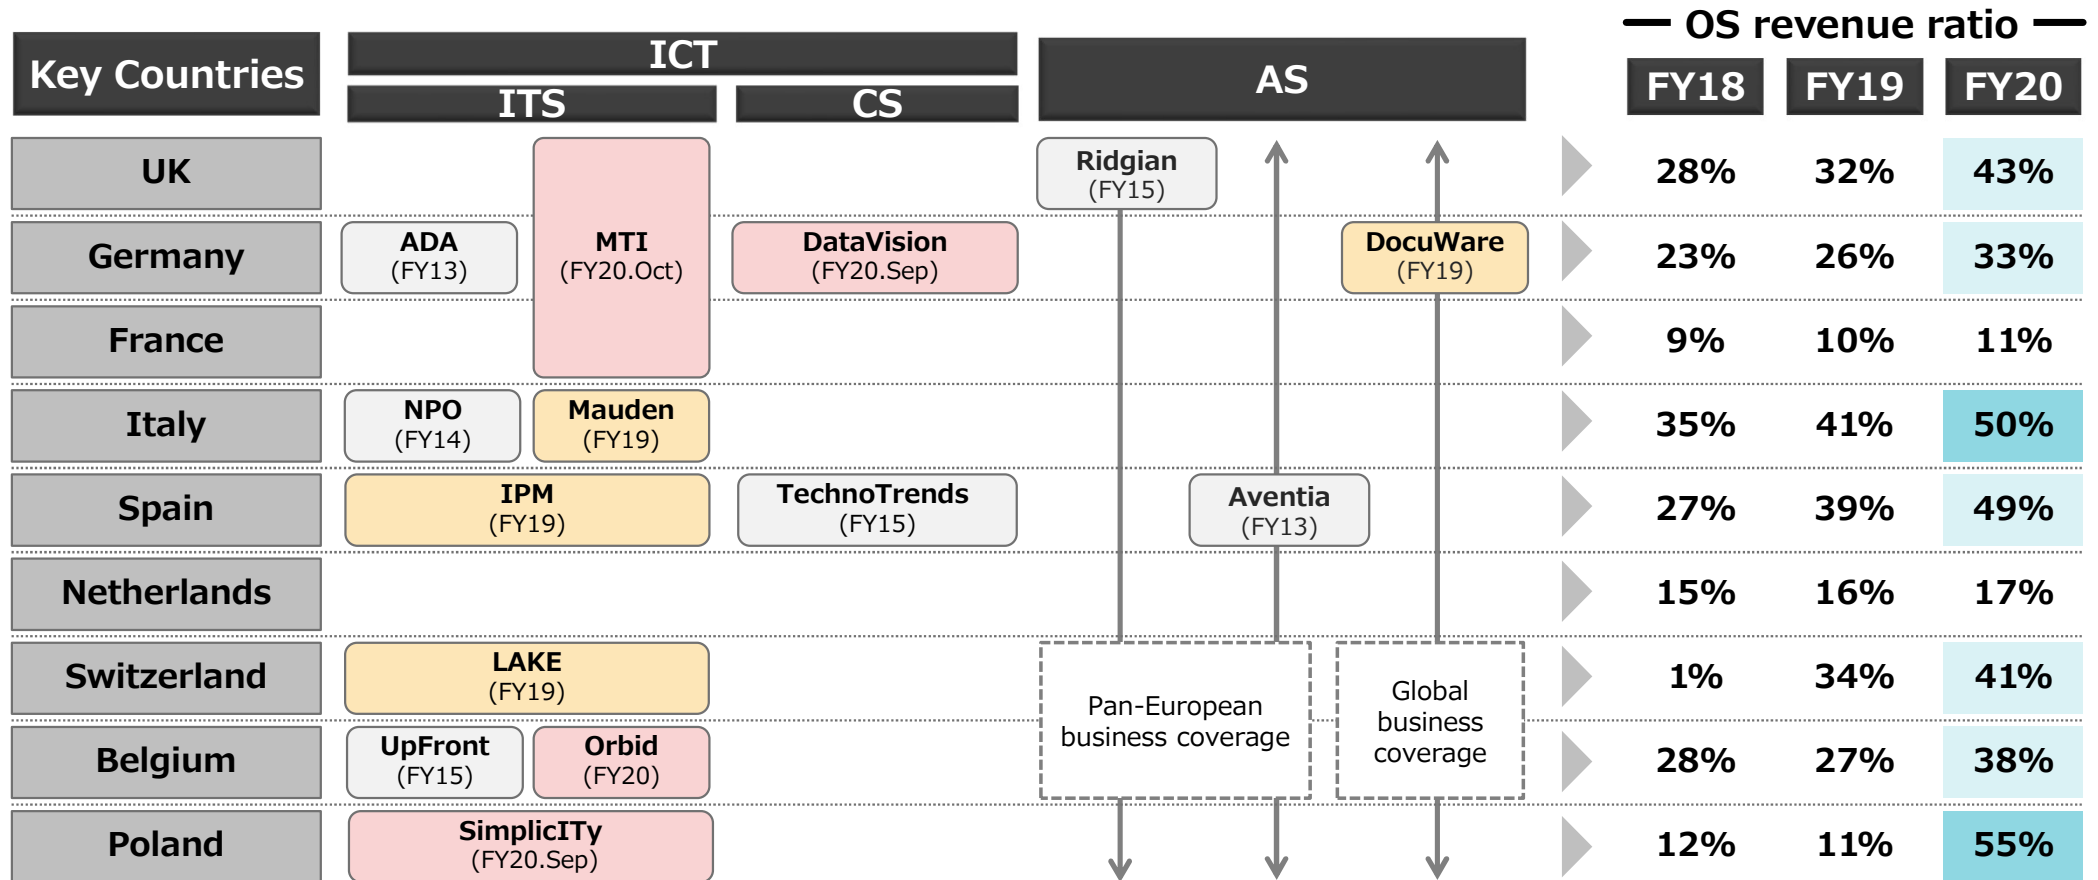 OS revenue ratio
Key Countries
ICT
AS
FY18
FY19
FY20
ITS
CS
UK
Ridgian
(FY15)
28%
32%
43%
Germany
ADA
(FY13)
MTI
(FY20.Oct)
DataVision
(FY20.Sep)
DocuWare
(FY19)
23%
26%
33%
France
9%
10%
11%
Italy
NPO
(FY14)
Mauden
(FY19)
35%
41%
50%
Spain
IPM
(FY19)
TechnoTrends
(FY15)
Aventia
(FY13)
27%
39%
49%
Netherlands
15%
16%
17%
Switzerland
LAKE
(FY19)
Pan-European
business coverage
Global
business
coverage
1%
34%
41%
Belgium
UpFront
(FY15)
Orbid
(FY20)
28%
27%
38%
Poland
SimplicITy
(FY20.Sep)
12%
11%
55%